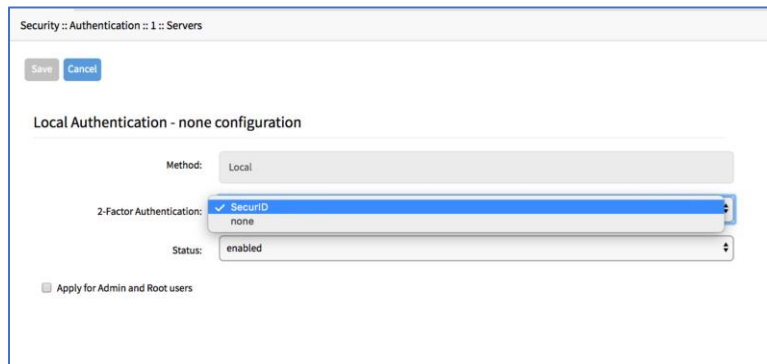 Security :: Authentication :: 1 :: Servers
Save Cancel
Local Authentication - none configuration
Method: Local
2-Factor Authentication: ✓ SecurID
none
Status: enabled
Apply for Admin and Root users